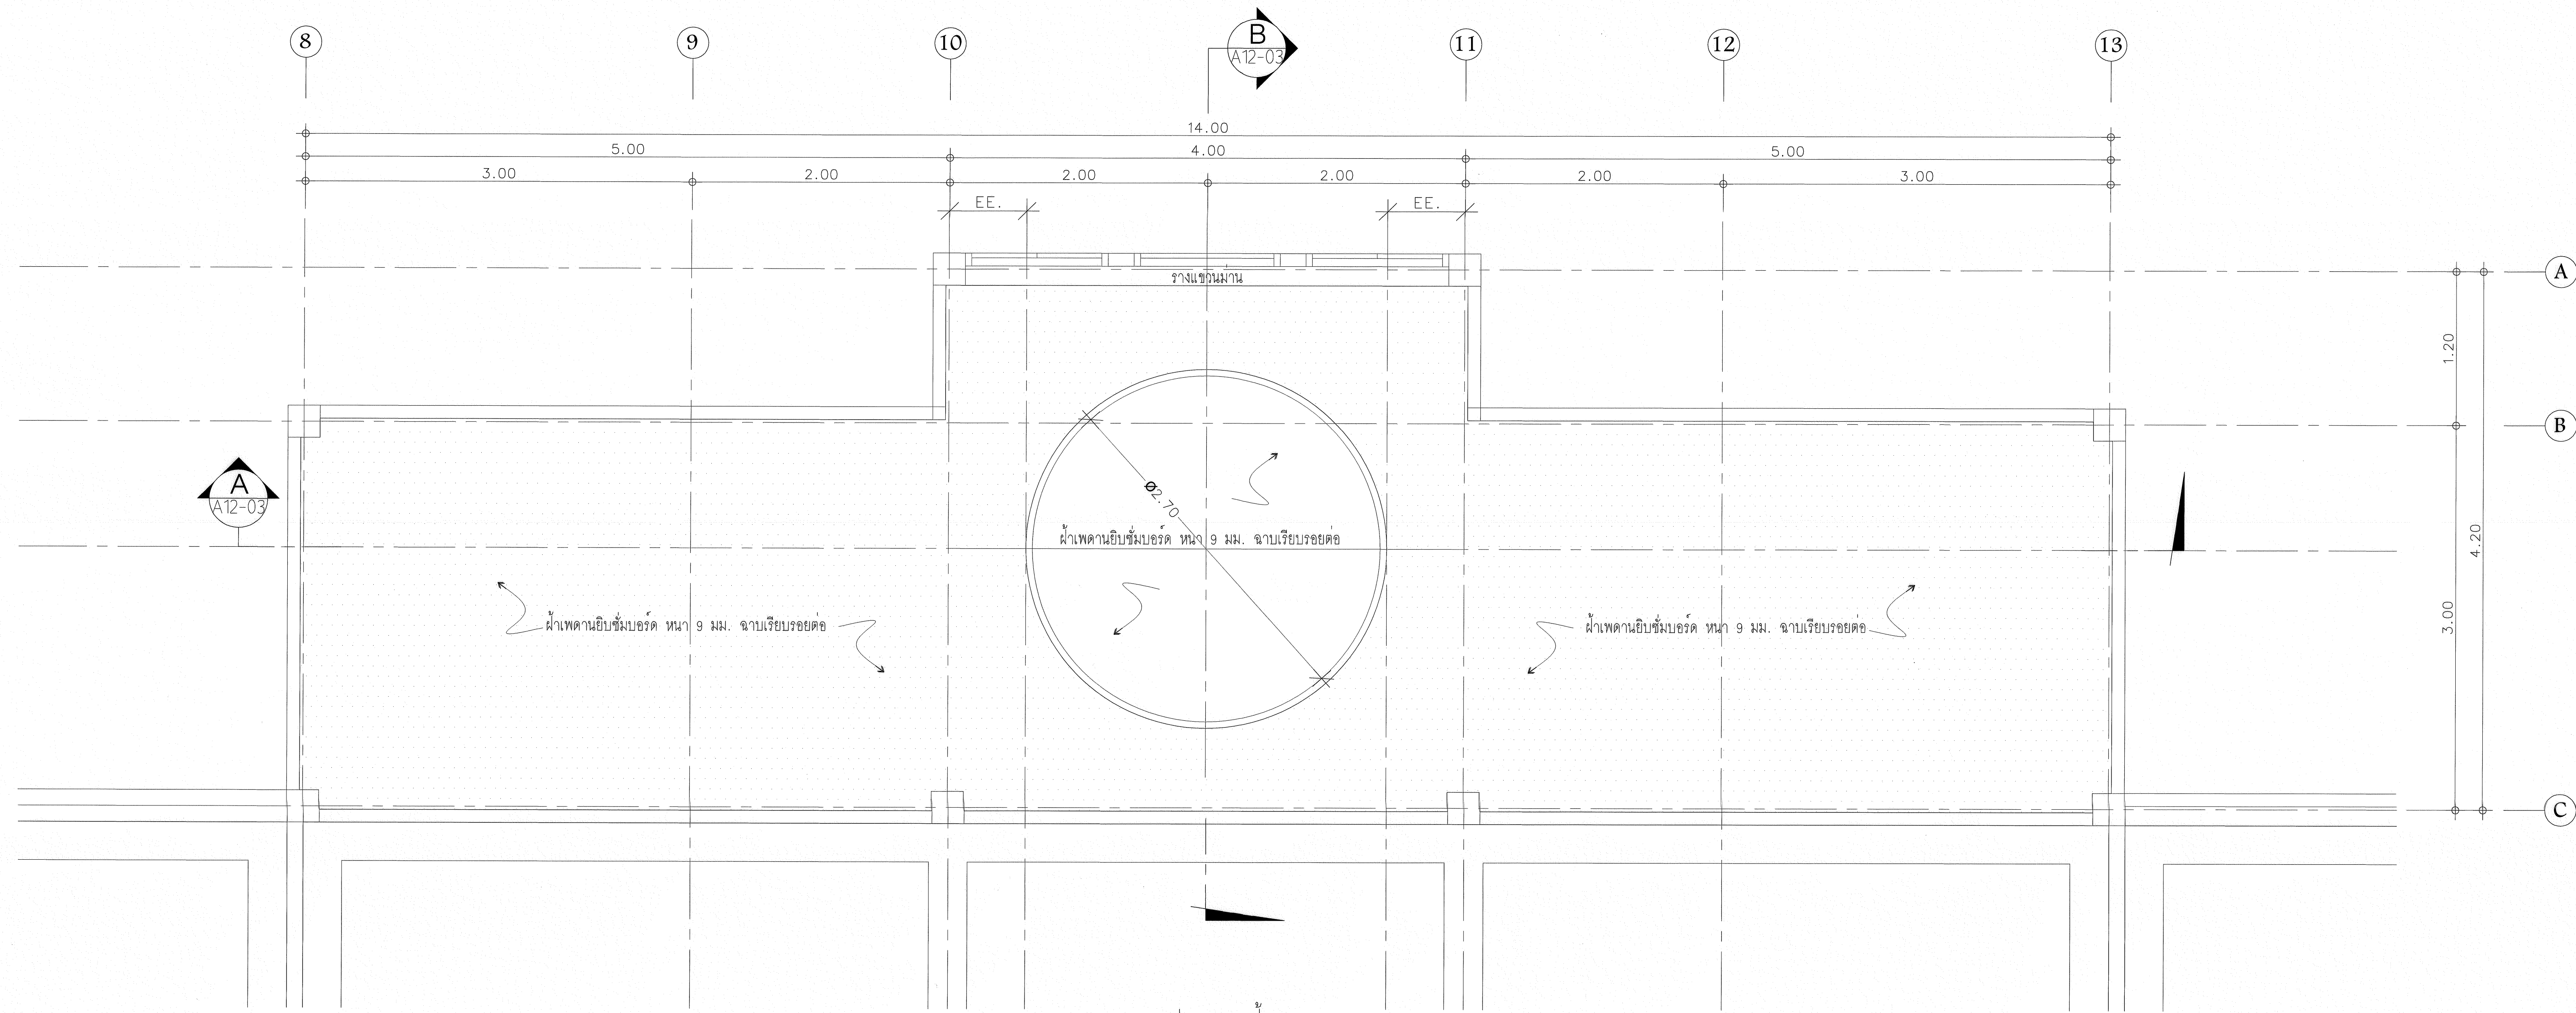 8
9
10
B
A12-03
11
12
13
14.00
5.00
4.00
5.00
3.00
2.00
2.00
2.00
2.00
3.00
EE.
EE.
A
รางแขวนม่าน
1.20
B
A
A12-03
Ø2.70
ฝ้าเพดานยิบซั่มบอร์ด หนา 9 มม. ฉาบเรียบรอยต่อ
4.20
ฝ้าเพดานยิบซั่มบอร์ด หนา 9 มม. ฉาบเรียบรอยต่อ
ฝ้าเพดานยิบซั่มบอร์ด หนา 9 มม. ฉาบเรียบรอยต่อ
3.00
C